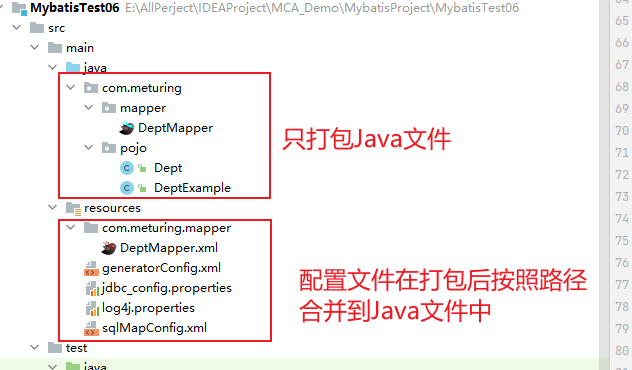 MybatisTest06 E:\AllPerject\IDEAProject\MCA_Demo\MybatisProject\MybatisTest06
src
main
java
com.meturing
mapper
DeptMapper
只打包Java文件
pojo
Dept
DeptExample
resources
com.meturing.mapper
DeptMapper.xml
generatorConfig.xml
配置文件在打包后按照路径
jdbc_config.properties
合并到Java文件中
log4j.properties
sqlMapConfig.xml
test
java
65
66
67
68
69
70
71
72
73
74
75
76
77
78
79
80